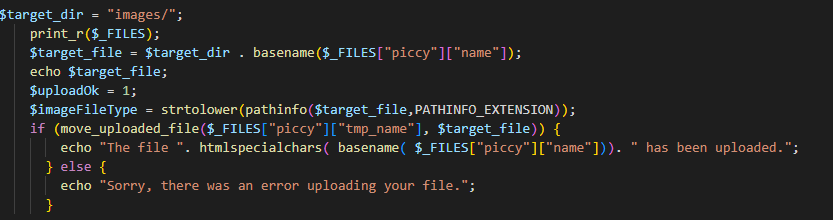 $target_dir = "images/";
print_r($_FILES);
$target_file = $target_dir . basename($_FILES["piccy"]["name"]);
echo $target_file;
$uploadOk = 1;
$imageFileType = strtolower(pathinfo($target_file,PATHINFO_EXTENSION));
if (move_uploaded_file($_FILES["piccy"]["tmp_name"], $target_file)) {
echo "The file ". htmlspecialchars( basename( $_FILES["piccy"]["name"])). " has been uploaded.";
} else {
echo "Sorry, there was an error uploading your file.";
}